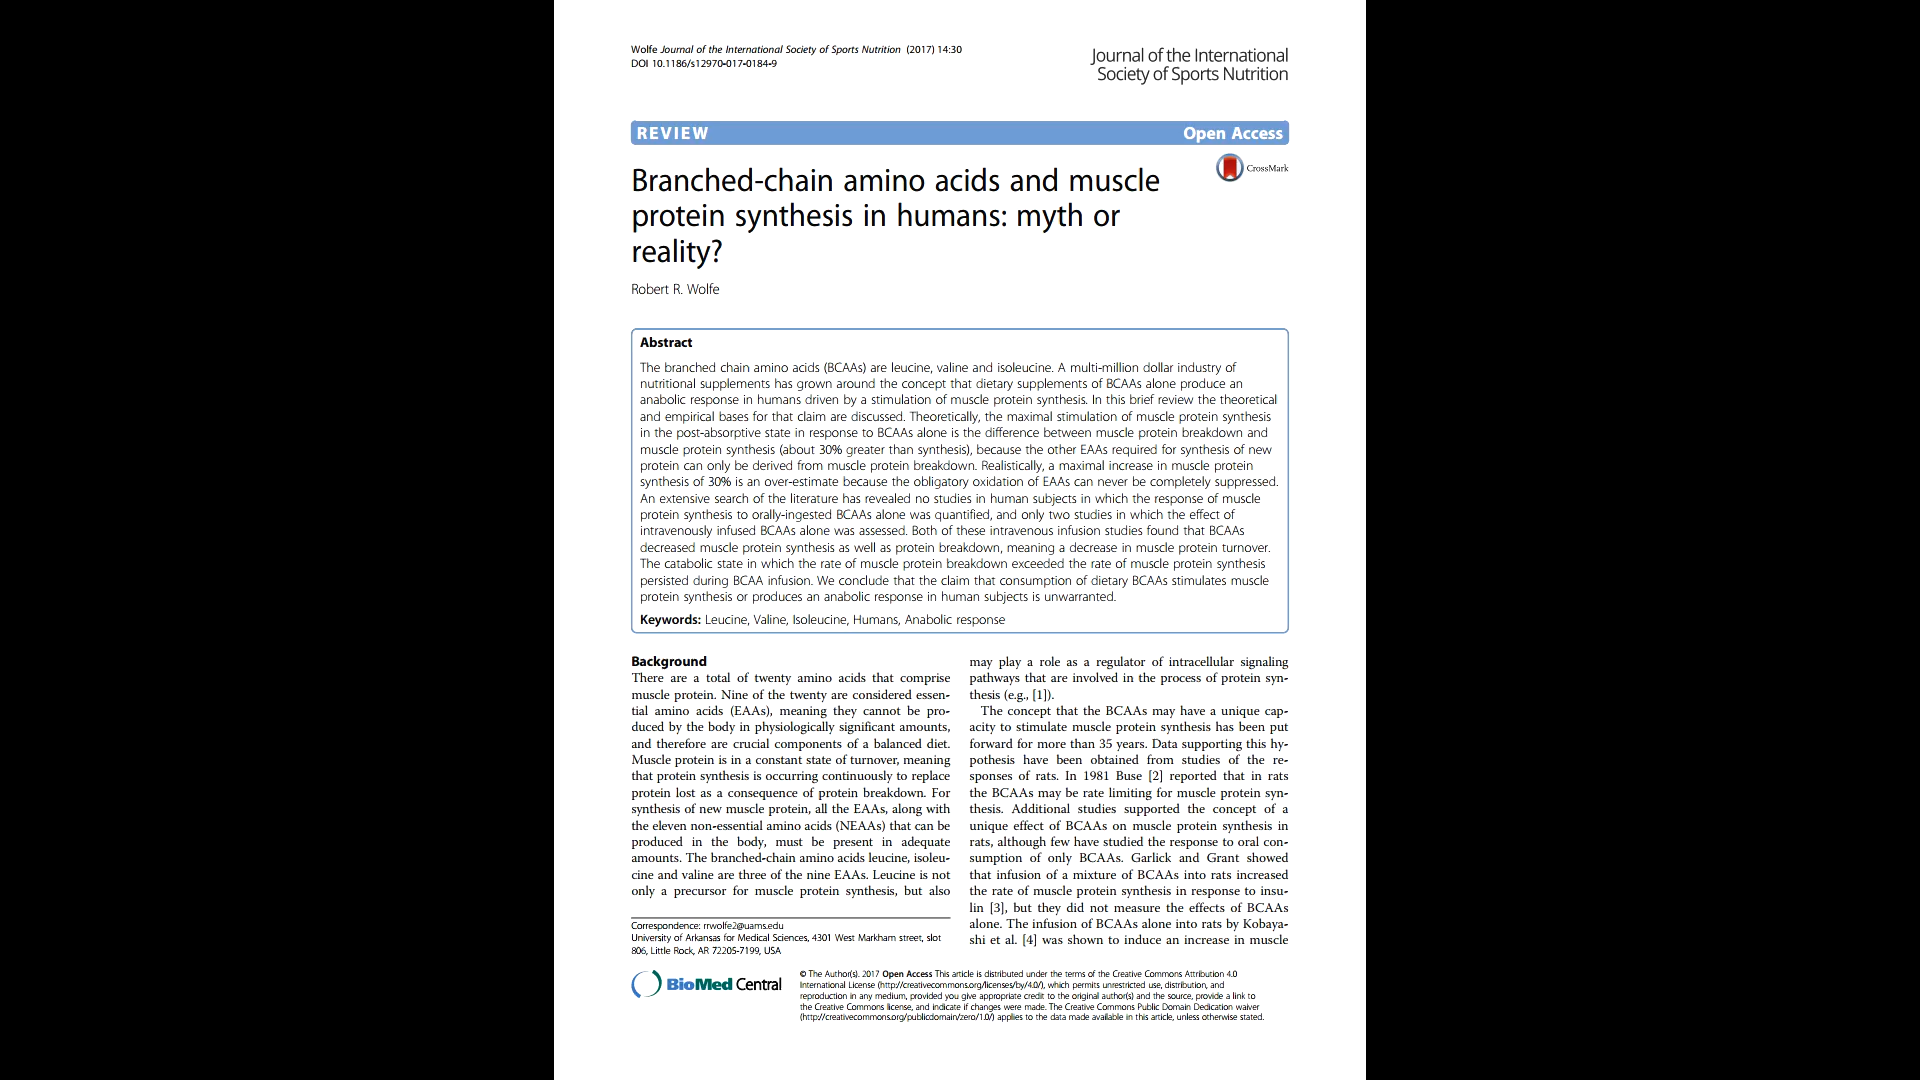 Wolfe Journal of the International Society of Sports Nutrition (2017) 14:30
DOI 10.1186/s12970-017-0184-9
Journal of the International
Society of Sports Nutrition
REVIEW
Open Access
CrossMark
Branched-chain amino acids and muscle
protein synthesis in humans: myth or
reality?
Robert R. Wolfe
Abstract
The branched chain amino acids (BCAAs) are leucine, valine and isoleucine. A multi-million dollar industry of
nutritional supplements has grown around the concept that dietary supplements of BCAAs alone produce an
anabolic response in humans driven by a stimulation of muscle protein synthesis. In this brief review the theoretical
and empirical bases for that claim are discussed. Theoretically, the maximal stimulation of muscle protein synthesis
in the post-absorptive state in response to BCAAs alone is the difference between muscle protein breakdown and
muscle protein synthesis (about 30% greater than synthesis), because the other EAAs required for synthesis of new
protein can only be derived from muscle protein breakdown. Realistically, a maximal increase in muscle protein
synthesis of 30% is an over-estimate because the obligatory oxidation of EAAs can never be completely suppressed.
An extensive search of the literature has revealed no studies in human subjects in which the response of muscle
protein synthesis to orally-ingested BCAAs alone was quantified, and only two studies in which the effect of
intravenously infused BCAAs alone was assessed. Both of these intravenous infusion studies found that BCAAs
decreased muscle protein synthesis as well as protein breakdown, meaning a decrease in muscle protein turnover.
The catabolic state in which the rate of muscle protein breakdown exceeded the rate of muscle protein synthesis
persisted during BCAA infusion. We conclude that the claim that consumption of dietary BCAAs stimulates muscle
protein synthesis or produces an anabolic response in human subjects is unwarranted.
Keywords: Leucine, Valine, Isoleucine, Humans, Anabolic response
Background
There are a total of twenty amino acids that comprise
muscle protein. Nine of the twenty are considered essen-
tial amino acids (EAAs), meaning they cannot be pro-
duced by the body in physiologically significant amounts,
and therefore are crucial components of a balanced diet.
Muscle protein is in a constant state of turnover, meaning
that protein synthesis is occurring continuously to replace
protein lost as a consequence of protein breakdown. For
synthesis of new muscle protein, all the EAAs, along with
the eleven non-essential amino acids (NEAAs) that can be
produced in the body, must be present in adequate
amounts. The branched-chain amino acids leucine, isoleu-
cine and valine are three of the nine EAAs. Leucine is not
only a precursor for muscle protein synthesis, but also
may play a role as a regulator of intracellular signaling
pathways that are involved in the process of protein syn-
thesis (e.g., [1]).
The concept that the BCAAs may have a unique cap-
acity to stimulate muscle protein synthesis has been put
forward for more than 35 years. Data supporting this hy-
pothesis have been obtained from studies of the re-
sponses of rats. In 1981 Buse [2] reported that in rats
the BCAAs may be rate limiting for muscle protein syn-
thesis. Additional studies supported the concept of a
unique effect of BCAAs on muscle protein synthesis in
rats, although few have studied the response to oral con-
sumption of only BCAAs. Garlick and Grant showed
that infusion of a mixture of BCAAs into rats increased
the rate of muscle protein synthesis in response to insu-
lin [3], but they did not measure the effects of BCAAs
alone. The infusion of BCAAs alone into rats by Kobaya-
shi et al. [4] was shown to induce an increase in muscle
Correspondence: rrwolfe2@uams.edu
University of Arkansas for Medical Sciences, 4301 West Markham street, slot
806, Little Rock, AR 72205-7199, USA
BioMed Central
© The Author(s). 2017 Open Access This article is distributed under the terms of the Creative Commons Attribution 4.0
International License (http://creativecommons.org/licenses/by/4.0/), which permits unrestricted use, distribution, and
reproduction in any medium, provided you give appropriate credit to the original author(s) and the source, provide a link to
the Creative Commons license, and indicate if changes were made. The Creative Commons Public Domain Dedication waiver
(http://creativecommons.org/publicdomain/zero/1.0/) applies to the data made available in this article, unless otherwise stated.